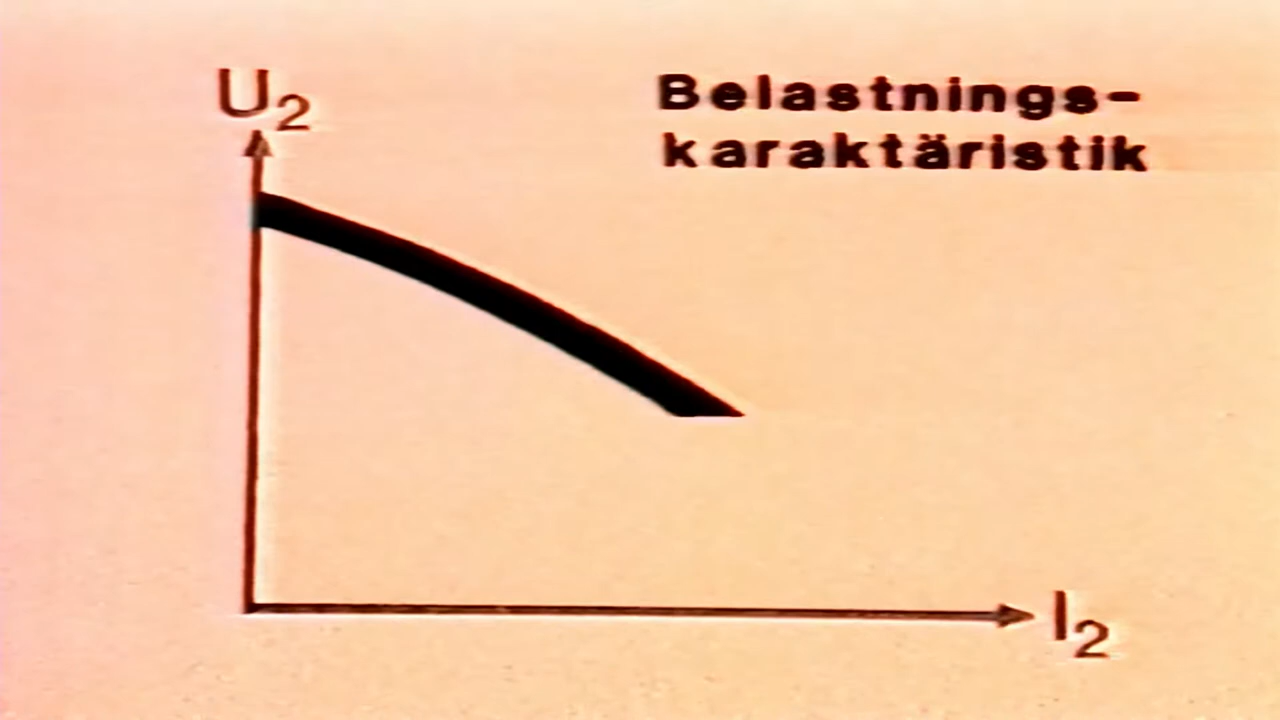 U₂
Belastnings-
karaktäristik
I₂